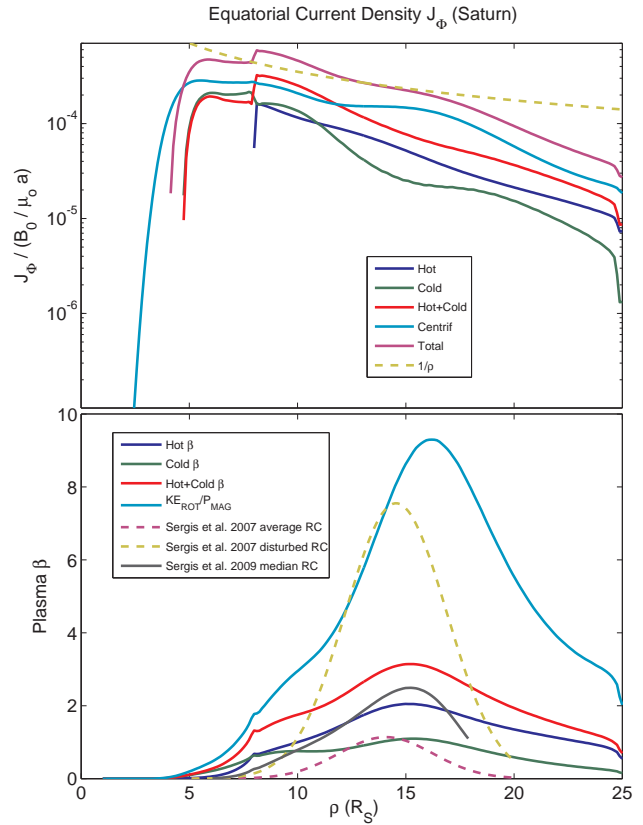 Equatorial Current Density J_Φ (Saturn)
J_Φ / (B_0 / μ_o a)
10^-4
10^-5
10^-6
Hot
Cold
Hot+Cold
Centrif
Total
1/ρ
Plasma β
10
8
6
4
2
0
Hot β
Cold β
Hot+Cold β
KE_ROT/P_MAG
Sergis et al. 2007 average RC
Sergis et al. 2007 disturbed RC
Sergis et al. 2009 median RC
0 5 10 15 20 25
ρ (R_S)